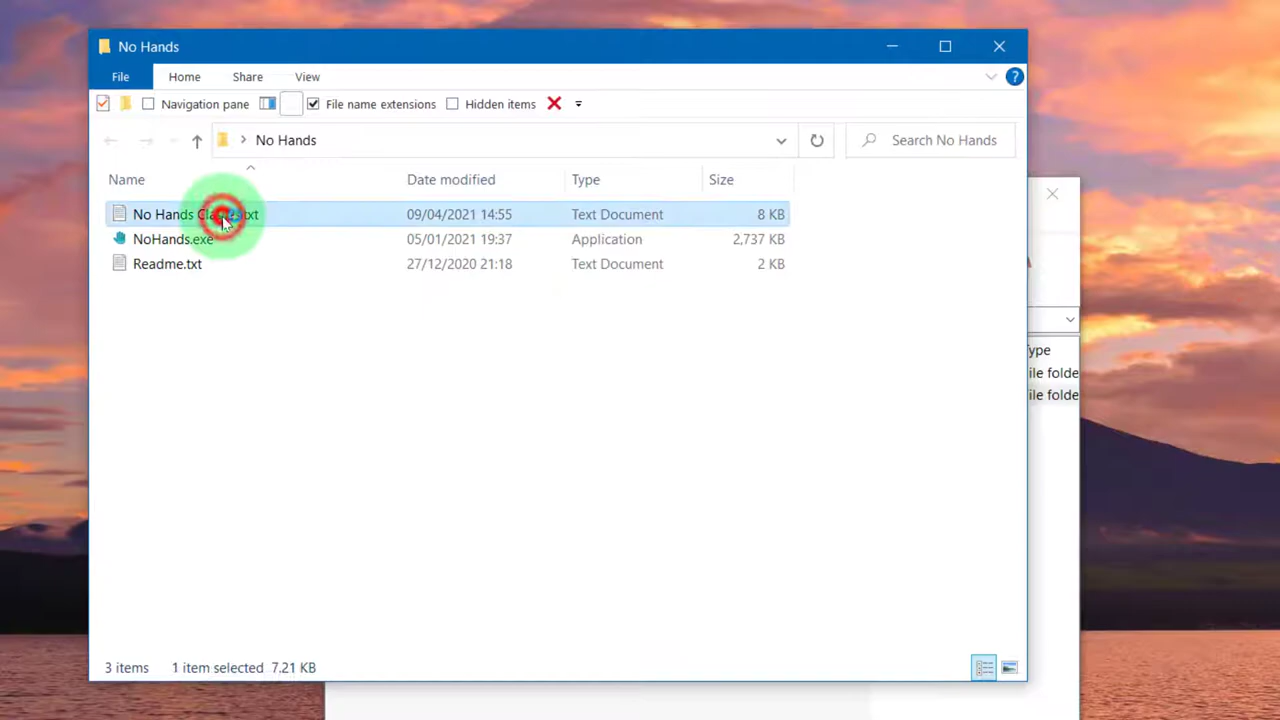 No Hands
File Home Share View
Navigation pane File name extensions Hidden items
No Hands Search No Hands
Name Date modified Type Size
No Hands 09/04/2021 14:55 Text Document 8 KB
NoHands.exe 05/01/2021 19:37 Application 2,737 KB
Readme.txt 27/12/2020 21:18 Text Document 2 KB
ype
ile folde
ile folde
3 items 1 item selected 7.21 KB